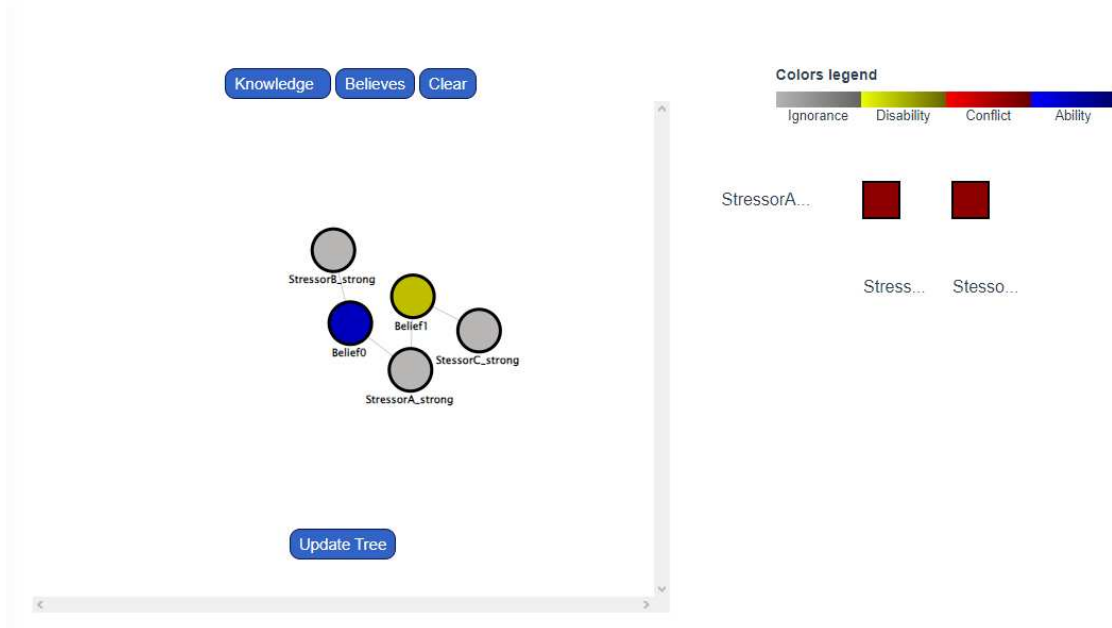 Knowledge Believes Clear
Colors legend
Ignorance Disability Conflict Ability
StressorA...
Stress... Stesso...
StressorB_strong
Belief1
Belief0
StessorC_strong
StressorA_strong
Update Tree